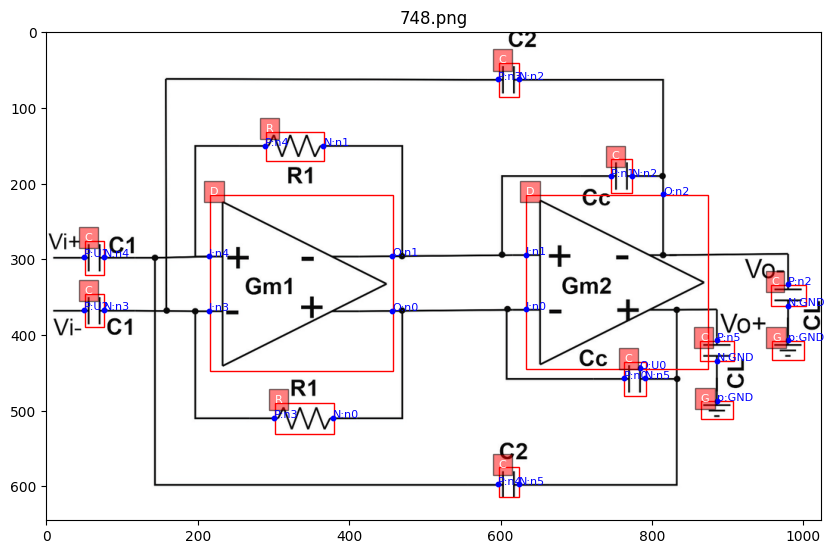 748.png
0
C2
C
P:n3
N:n2
100
R
P:n4
N:n1
R1
C
P:n1
N:n2
Cc
200
D
D
O:n2
Vi+
C
C1
N:n4
I:n4
+
-
O:n1
I:n1
+
-
300
Vo-
C
P:n2
N:GND
CL
Gm1
Gm2
C
Vi-
C1
N:n3
I:n3
-
+
O:n0
I:n0
-
+
Vo+
400
C
P:n5
N:GND
CL
G
p:GND
Cc
C
O:U0
N:n5
R1
R
P:n3
N:n0
G
p:GND
500
C2
C
P:n4
N:n5
600
0
200
400
600
800
1000